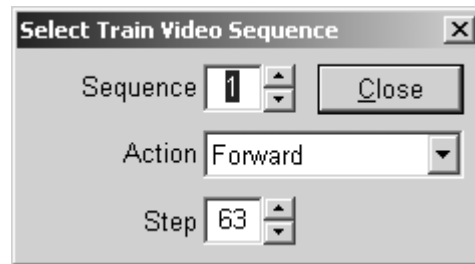 Select Train Video Sequence
Sequence 1 Close
Action Forward
Step 63